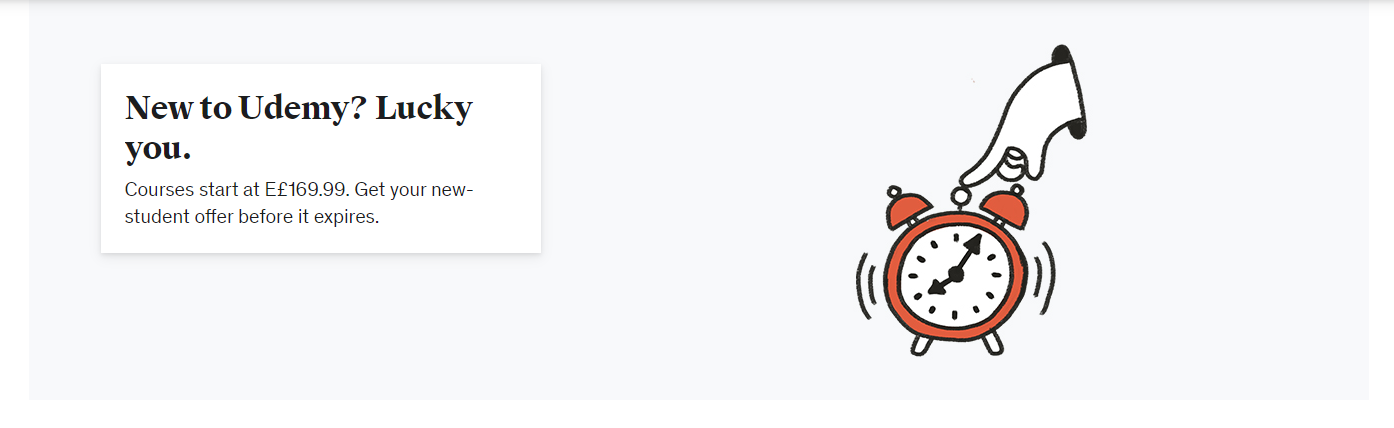 New to Udemy? Lucky
you.
Courses start at E£169.99. Get your new-
student offer before it expires.